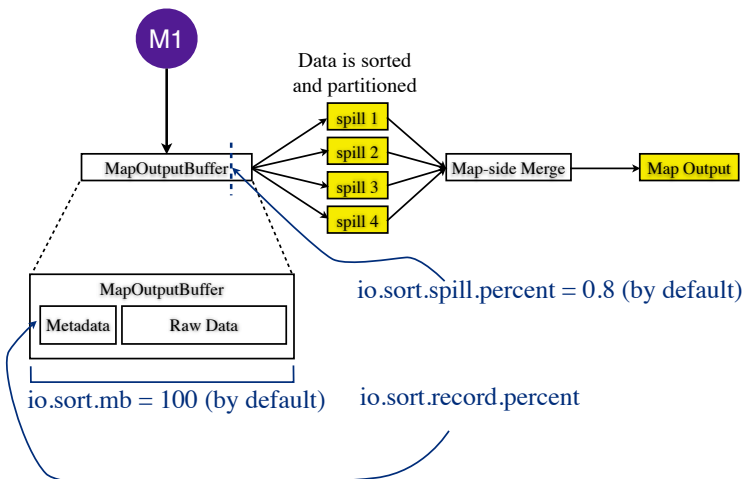 M1
Data is sorted
and partitioned
spill 1
spill 2
spill 3
spill 4
MapOutputBuffer
Map-side Merge
Map Output
MapOutputBuffer
Metadata
Raw Data
io.sort.spill.percent = 0.8 (by default)
io.sort.mb = 100 (by default)
io.sort.record.percent